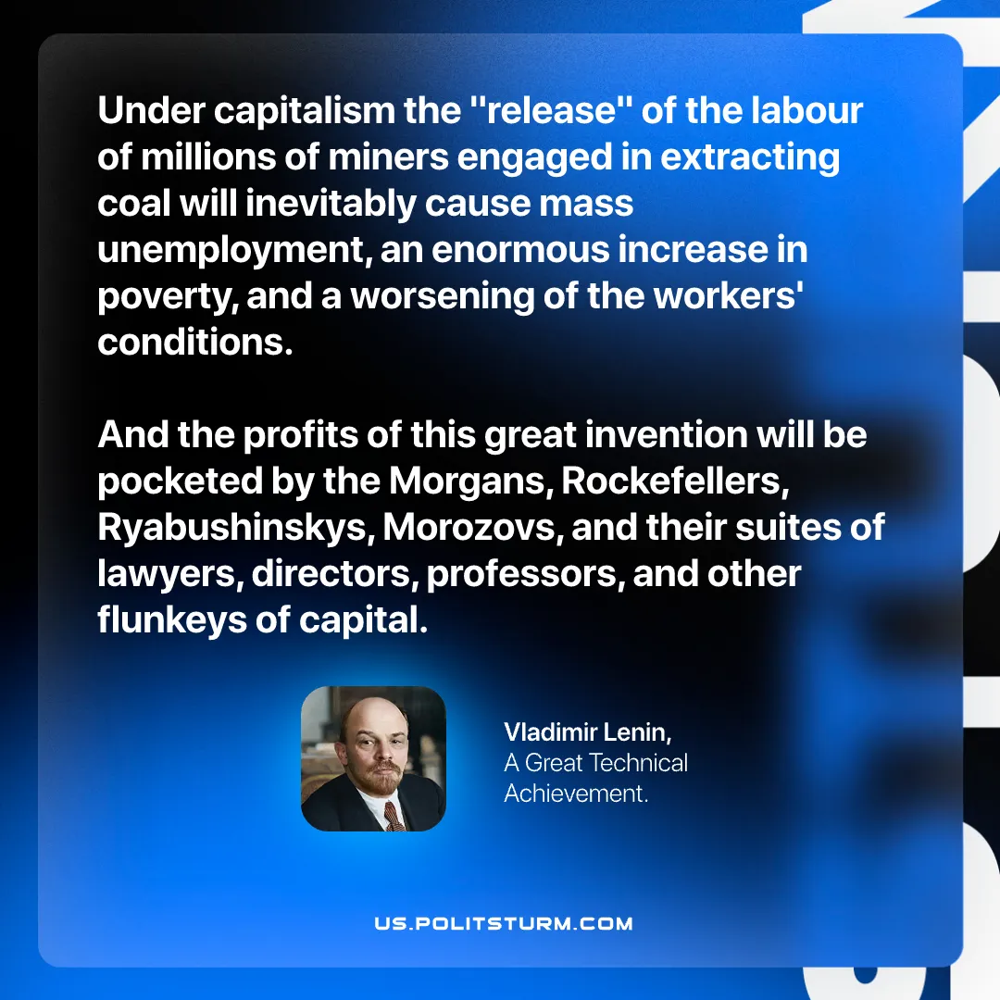 Under capitalism the "release" of the labour
of millions of miners engaged in extracting
coal will inevitably cause mass
unemployment, an enormous increase in
poverty, and a worsening of the workers'
conditions.
And the profits of this great invention will be
pocketed by the Morgans, Rockefellers,
Ryabushinskys, Morozovs, and their suites of
lawyers, directors, professors, and other
flunkeys of capital.
Vladimir Lenin,
A Great Technical
Achievement.
US.POLITSTURM.COM